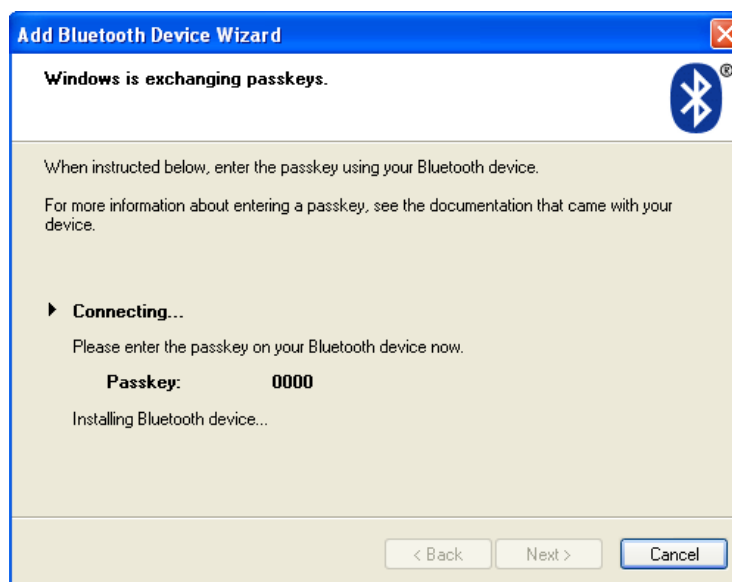 Add Bluetooth Device Wizard
Windows is exchanging passkeys.
®
When instructed below, enter the passkey using your Bluetooth device.
For more information about entering a passkey, see the documentation that came with your
device.
Connecting...
Please enter the passkey on your Bluetooth device now.
Passkey: 0000
Installing Bluetooth device...
< Back Next > Cancel